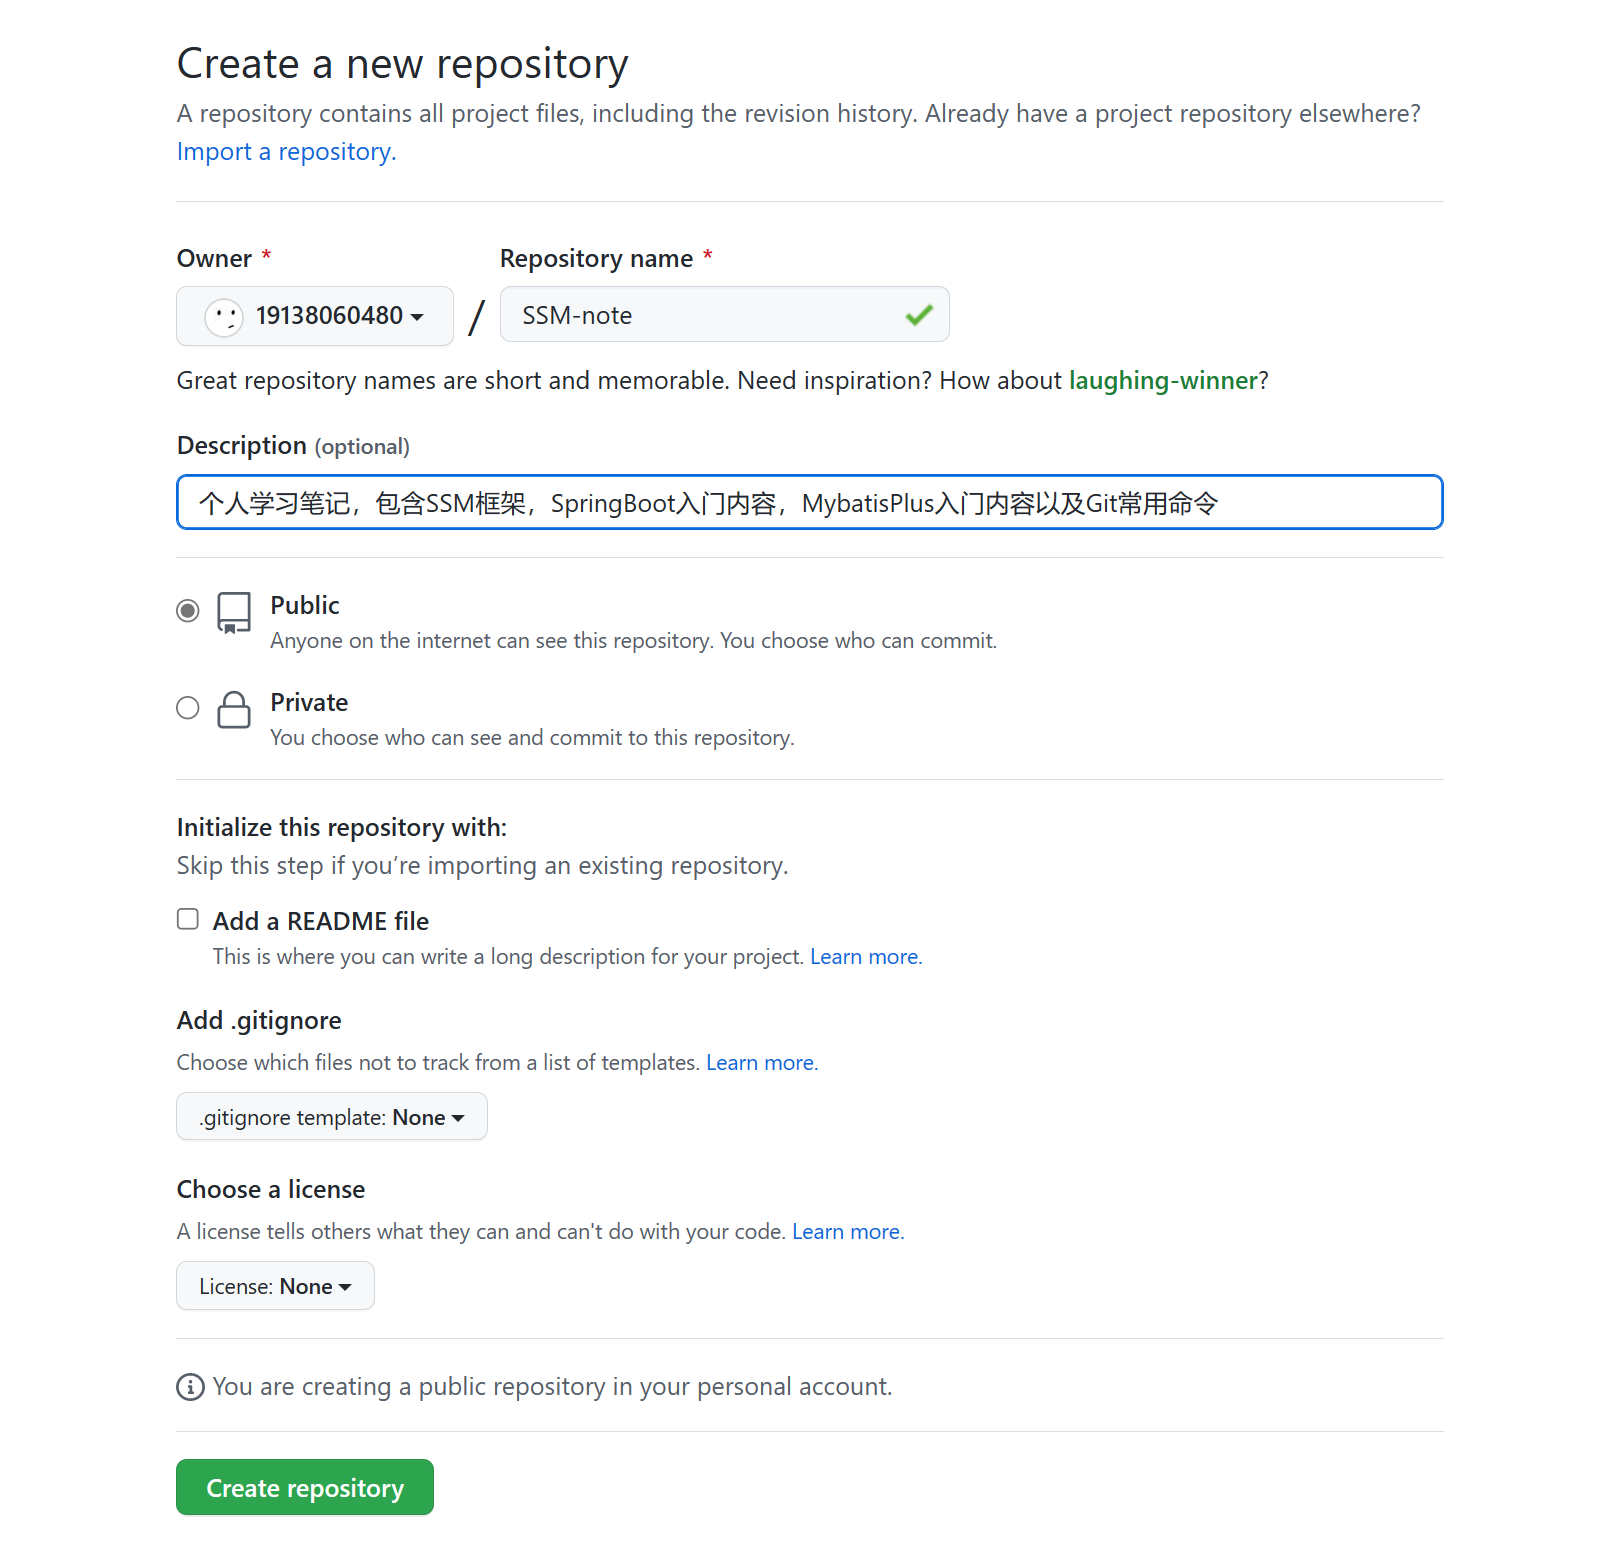 Create a new repository
A repository contains all project files, including the revision history. Already have a project repository elsewhere?
Import a repository.
Owner * Repository name *
19138060480 / SSM-note
Great repository names are short and memorable. Need inspiration? How about laughing-winner?
Description (optional)
个人学习笔记，包含SSM框架，SpringBoot入门内容，MybatisPlus入门内容以及Git常用命令
Public
Anyone on the internet can see this repository. You choose who can commit.
Private
You choose who can see and commit to this repository.
Initialize this repository with:
Skip this step if you’re importing an existing repository.
Add a README file
This is where you can write a long description for your project. Learn more.
Add .gitignore
Choose which files not to track from a list of templates. Learn more.
.gitignore template: None
Choose a license
A license tells others what they can and can't do with your code. Learn more.
License: None
You are creating a public repository in your personal account.
Create repository